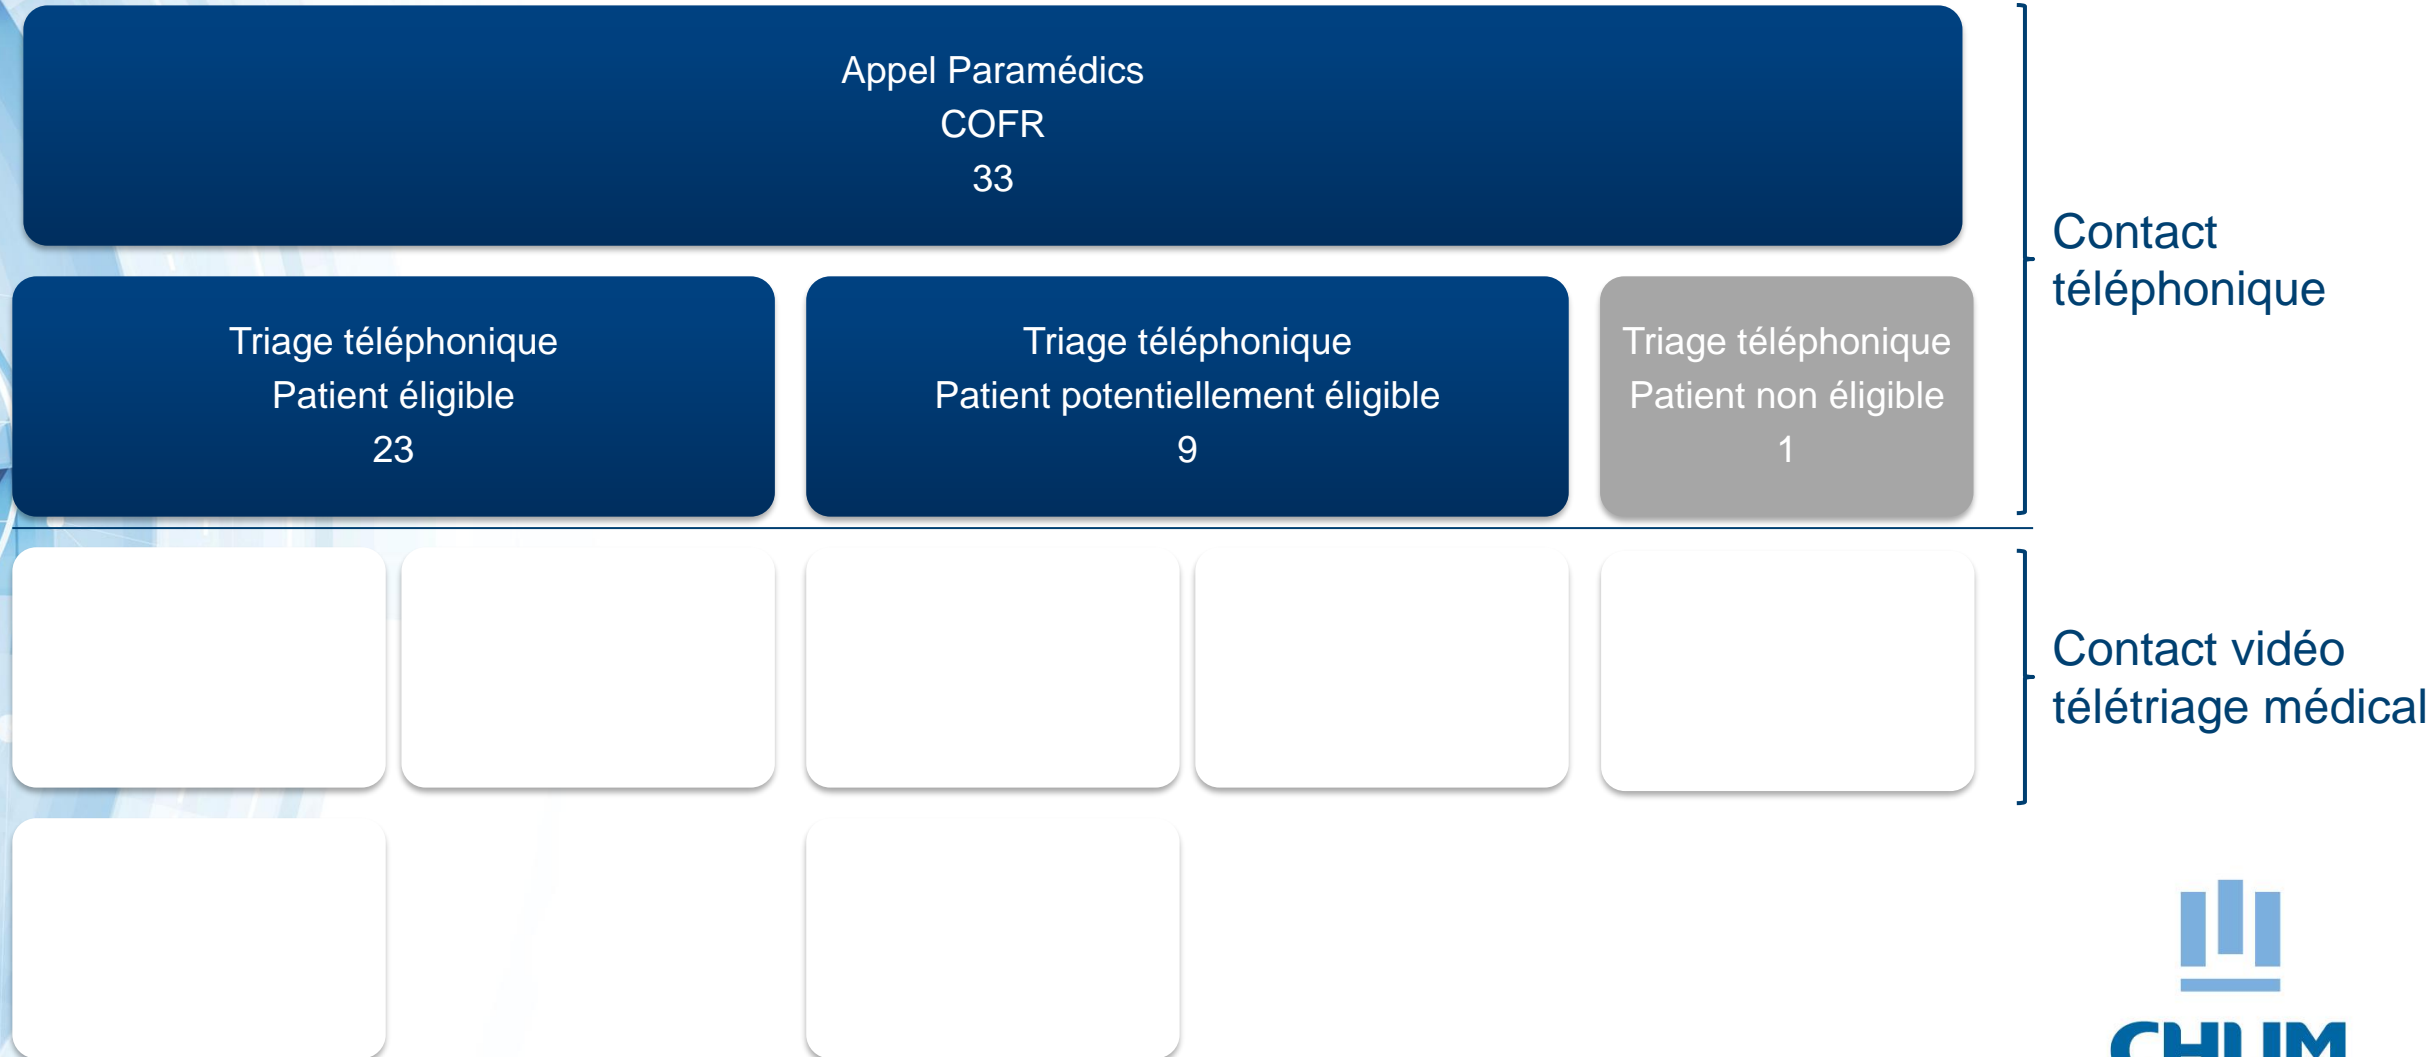 Appel Paramédics
COFR
33
Contact
téléphonique
Triage téléphonique
Patient éligible
23
Triage téléphonique
Patient potentiellement éligible
9
Triage téléphonique
Patient non éligible
1
Contact vidéo
télétriage médical
CHUM